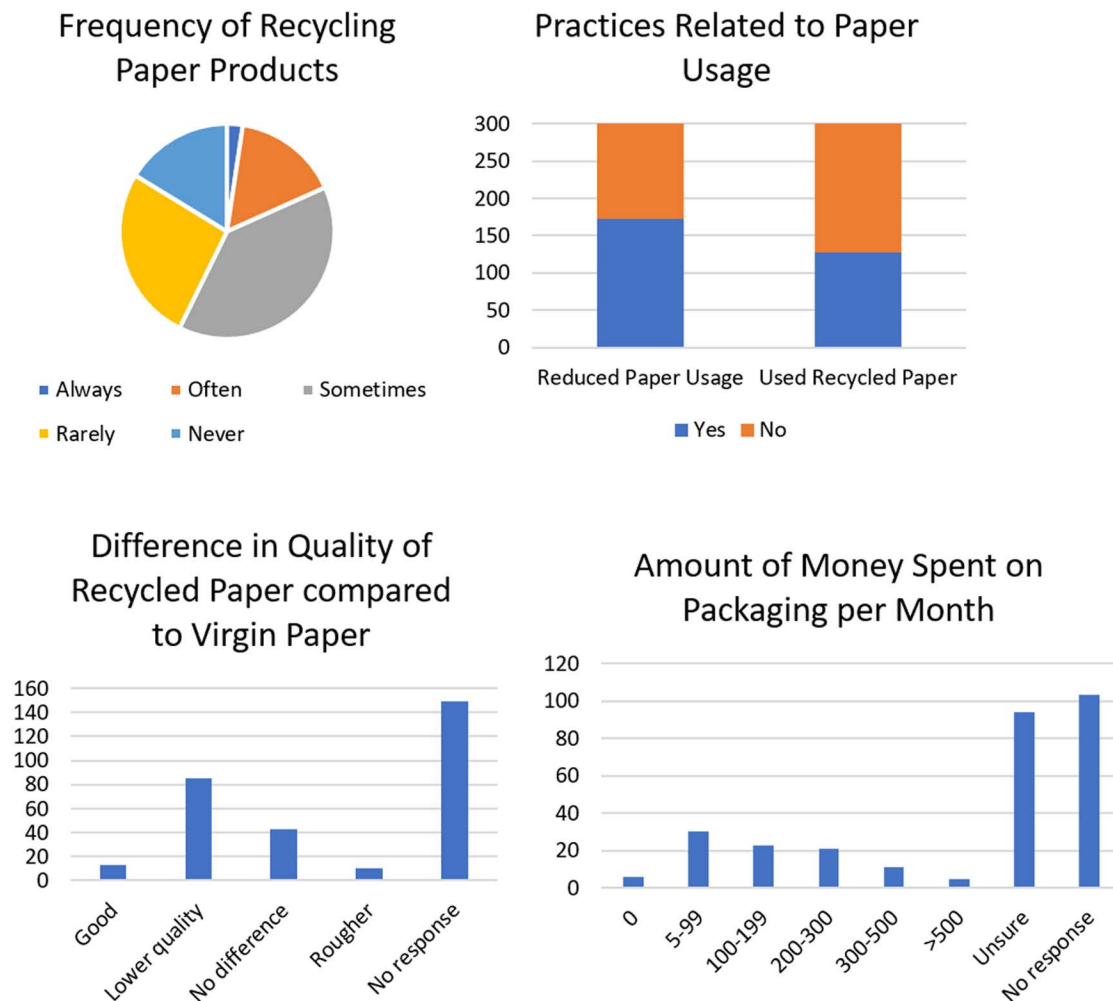 Frequency of Recycling
Paper Products
Always
Often
Sometimes
Rarely
Never
Practices Related to Paper
Usage
300
250
200
150
100
50
0
Reduced Paper Usage
Used Recycled Paper
Yes
No
Difference in Quality of
Recycled Paper compared
to Virgin Paper
160
140
120
100
80
60
40
20
0
Good
Lower quality
No difference
Rougher
No response
Amount of Money Spent on
Packaging per Month
120
100
80
60
40
20
0
0
5-99
100-199
200-300
300-500
>500
Unsure
No response